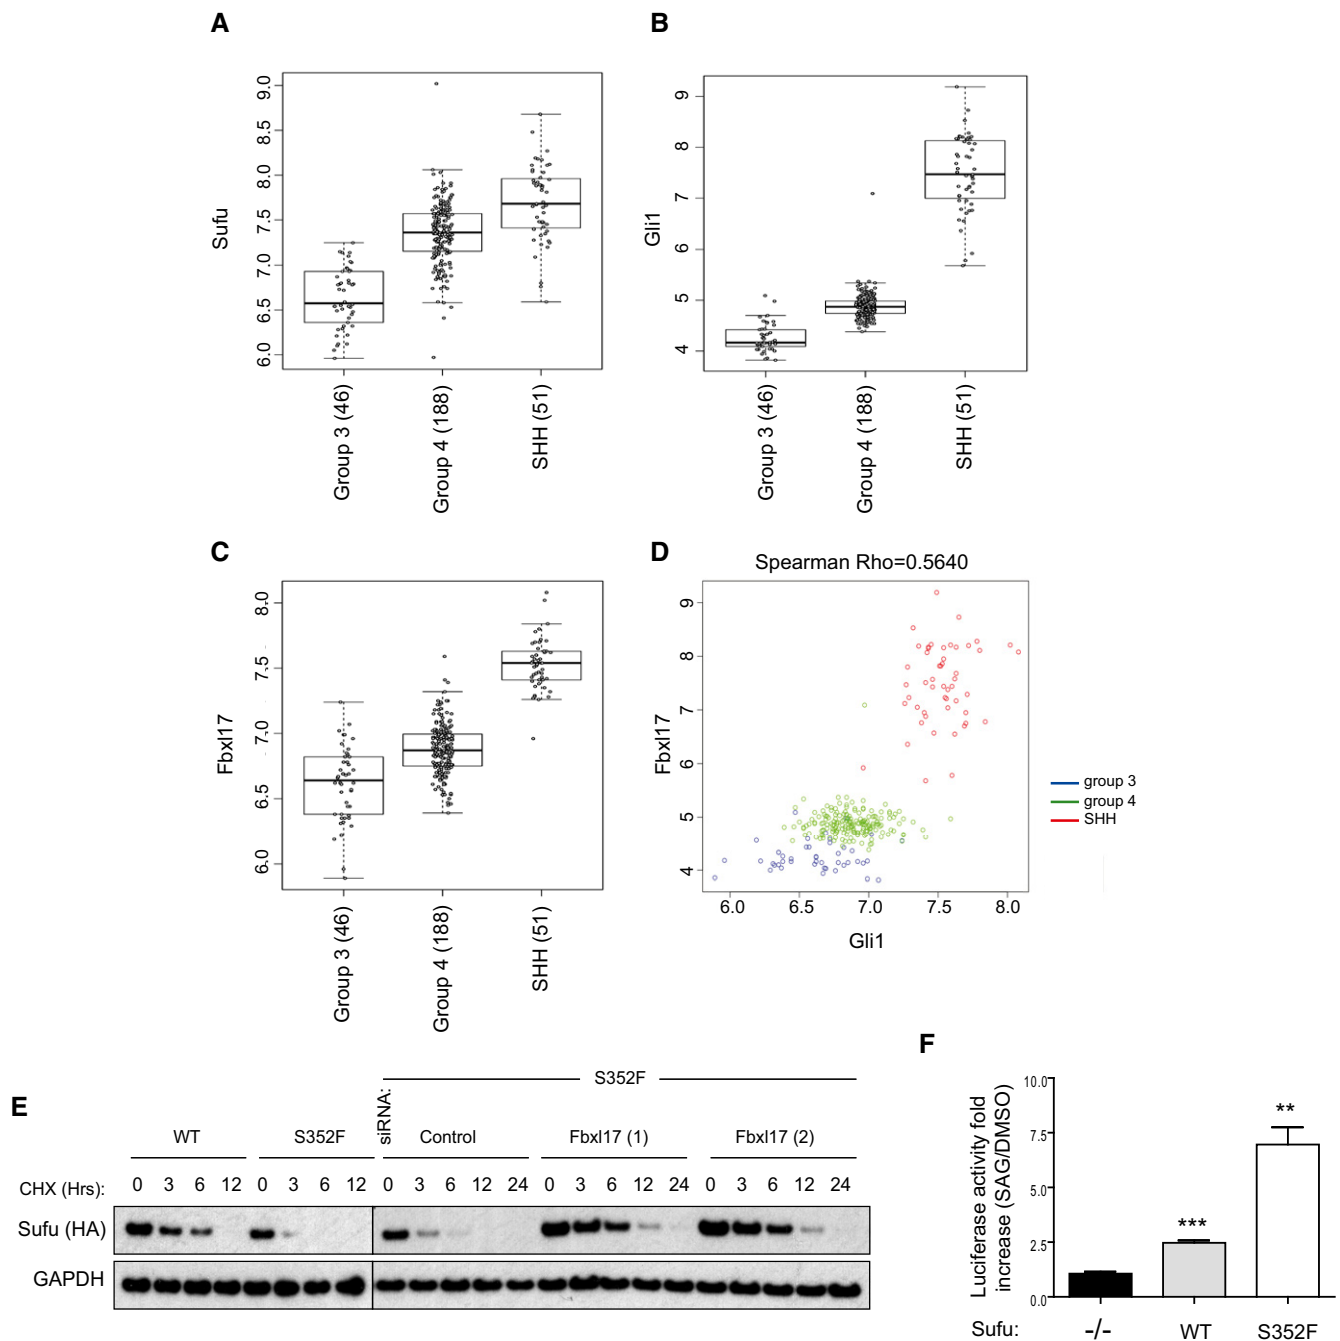 A
B
Sufu
9.0
8.5
8.0
7.5
7.0
6.5
6.0
Group 3 (46)
Group 4 (188)
SHH (51)
Gli1
9
8
7
6
5
4
Group 3 (46)
Group 4 (188)
SHH (51)
C
D
Fbxl17
8.0
7.5
7.0
6.5
6.0
Group 3 (46)
Group 4 (188)
SHH (51)
Spearman Rho=0.5640
Fbxl17
9
8
7
6
5
4
6.0 6.5 7.0 7.5 8.0
Gli1
group 3
group 4
SHH
E
S352F
siRNA:
WT S352F Control Fbxl17 (1) Fbxl17 (2)
CHX (Hrs): 0 3 6 12 0 3 6 12 0 3 6 12 24 0 3 6 12 24 0 3 6 12 24
Sufu (HA)
GAPDH
F
Luciferase activity fold
increase (SAG/DMSO)
10.0
7.5
5.0
2.5
0.0
***
**
Sufu: -/- WT S352F